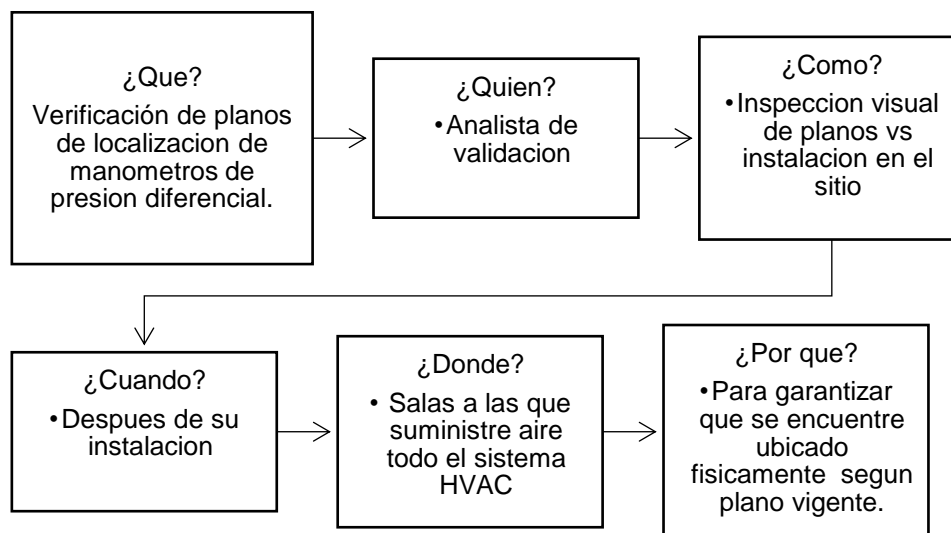 ¿Que?
Verificación de planos
de localizacion de
manometros de
presion diferencial.
¿Quien?
•Analista de
validacion
¿Como?
•Inspeccion visual
de planos vs
instalacion en el
sitio
¿Cuando?
•Despues de su
instalacion
¿Donde?
• Salas a las que
suministre aire
todo el sistema
HVAC
¿Por que?
•Para garantizar
que se encuentre
ubicado
fisicamente segun
plano vigente.